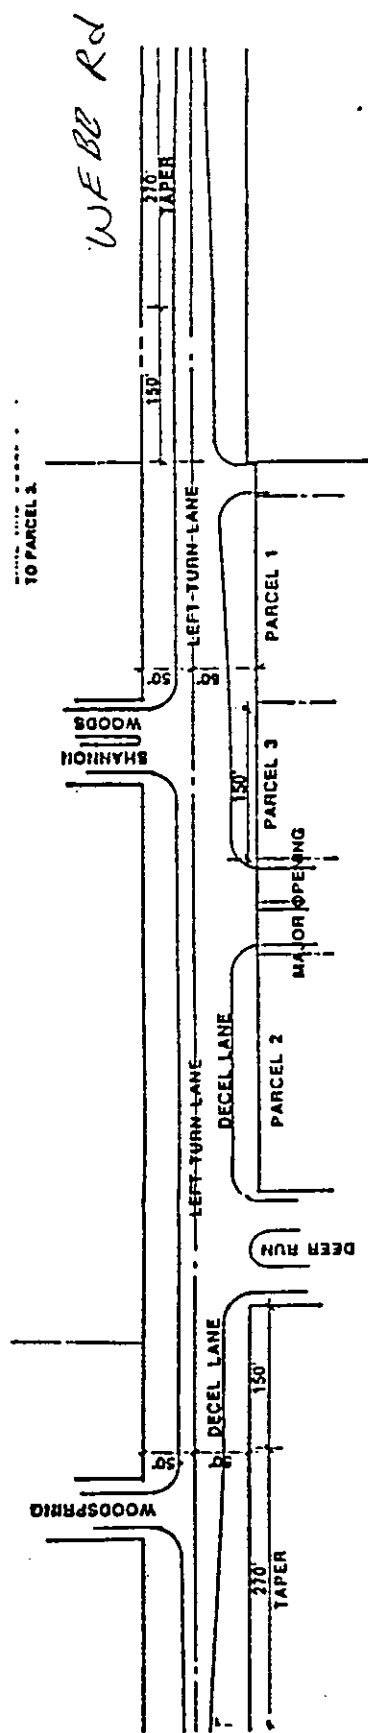 WEBB Rd
270'
TAPER
150'
TO PARCEL 3.
LEFT-TURN-LANE
PARCEL 1
50'
60'
SHANNON
WOODS
150'
PARCEL 3
MAJOR OPENING
DECEL LANE
PARCEL 2
LEFT-TURN-LANE
DEER RUN
DECEL LANE
150'
50'
WOODSPRING
270'
TAPER